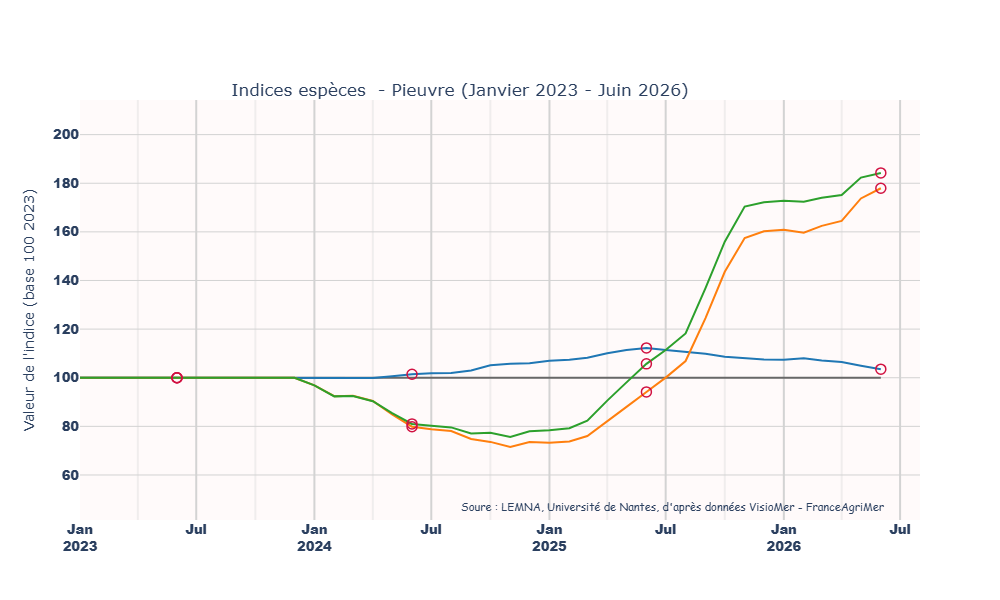 Indices espèces  - Pieuvre (Janvier 2023 - Juin 2026)
Valeur de l'indice (base 100 2023)
200
180
160
140
120
100
80
60
Soure : LEMNA, Université de Nantes, d'après données VisioMer - FranceAgriMer
Jan Jul Jan Jul Jan Jul Jan Jul
2023 2024 2025 2026